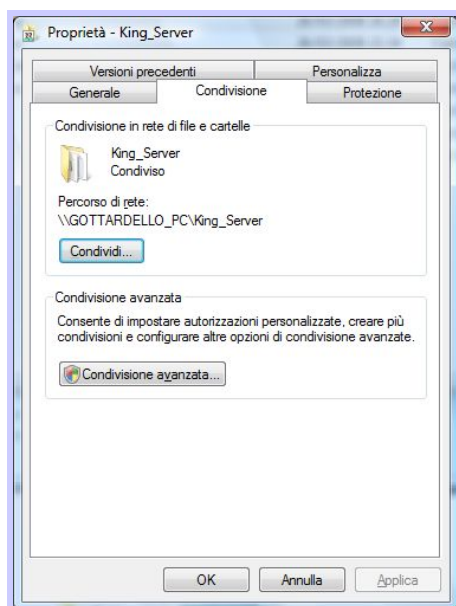 Proprietà - King_Server
Versioni precedenti
Personalizza
Generale
Condivisione
Protezione
Condivisione in rete di file e cartelle
King_Server
Condiviso
Percorso di rete:
\\GOTTARDELLO_PC\King_Server
Condividi...
Condivisione avanzata
Consente di impostare autorizzazioni personalizzate, creare più
condivisioni e configurare altre opzioni di condivisione avanzate.
Condivisione avanzata...
OK
Annulla
Applica